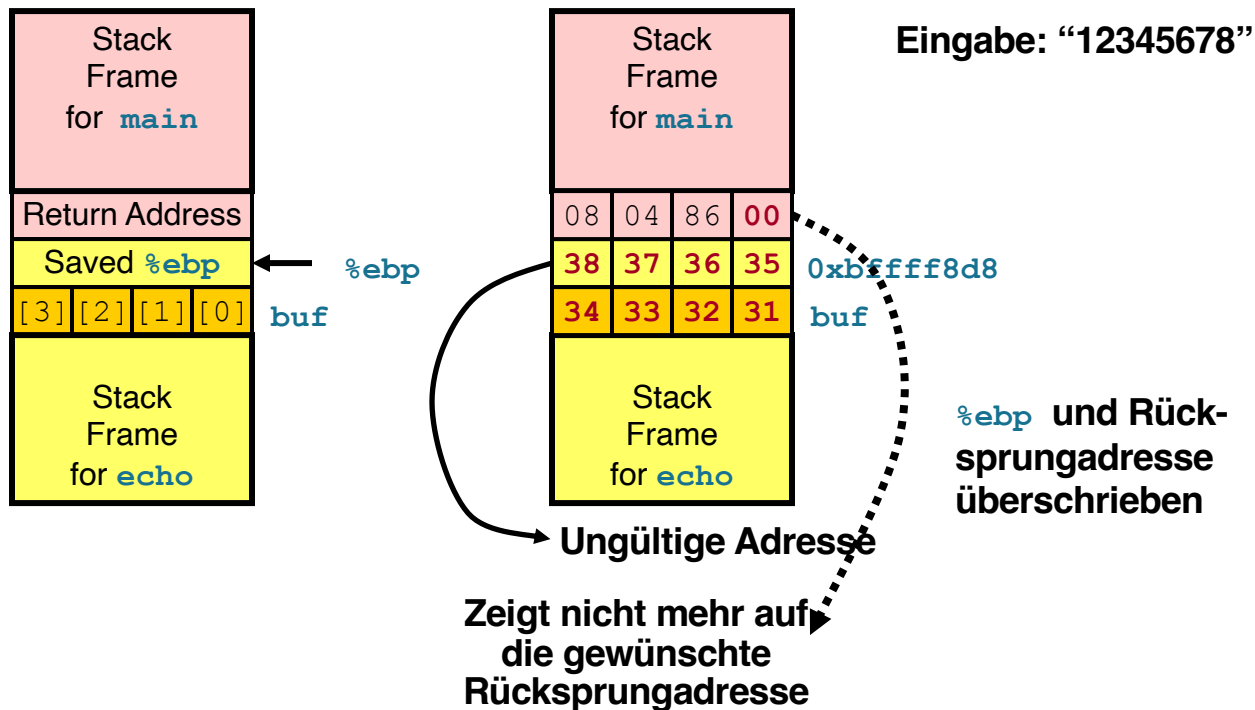 Stack
Frame
for main
Return Address
Saved %ebp
%ebp
[3] [2] [1] [0]
buf
Stack
Frame
for echo
Stack
Frame
for main
08 04 86 00
38 37 36 35
0xbffff8d8
34 33 32 31
buf
Stack
Frame
for echo
Eingabe: “12345678”
%ebp und Rück-
sprungadresse
überschrieben
Ungültige Adresse
Zeigt nicht mehr auf
die gewünschte
Rücksprungadresse